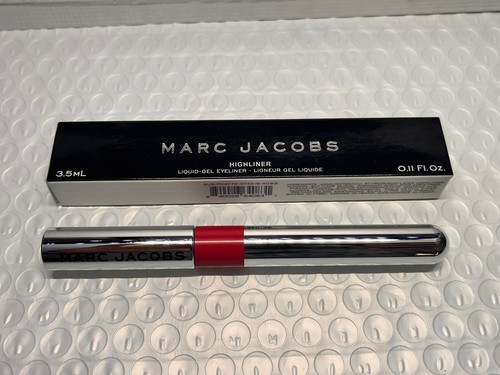 MARC JACOBS
HIGHLINER
LIQUID-GEL EYELINER - LIGNEUR GEL LIQUIDE
3.5ML
0.11 Fl.Oz.
MARC JACOBS